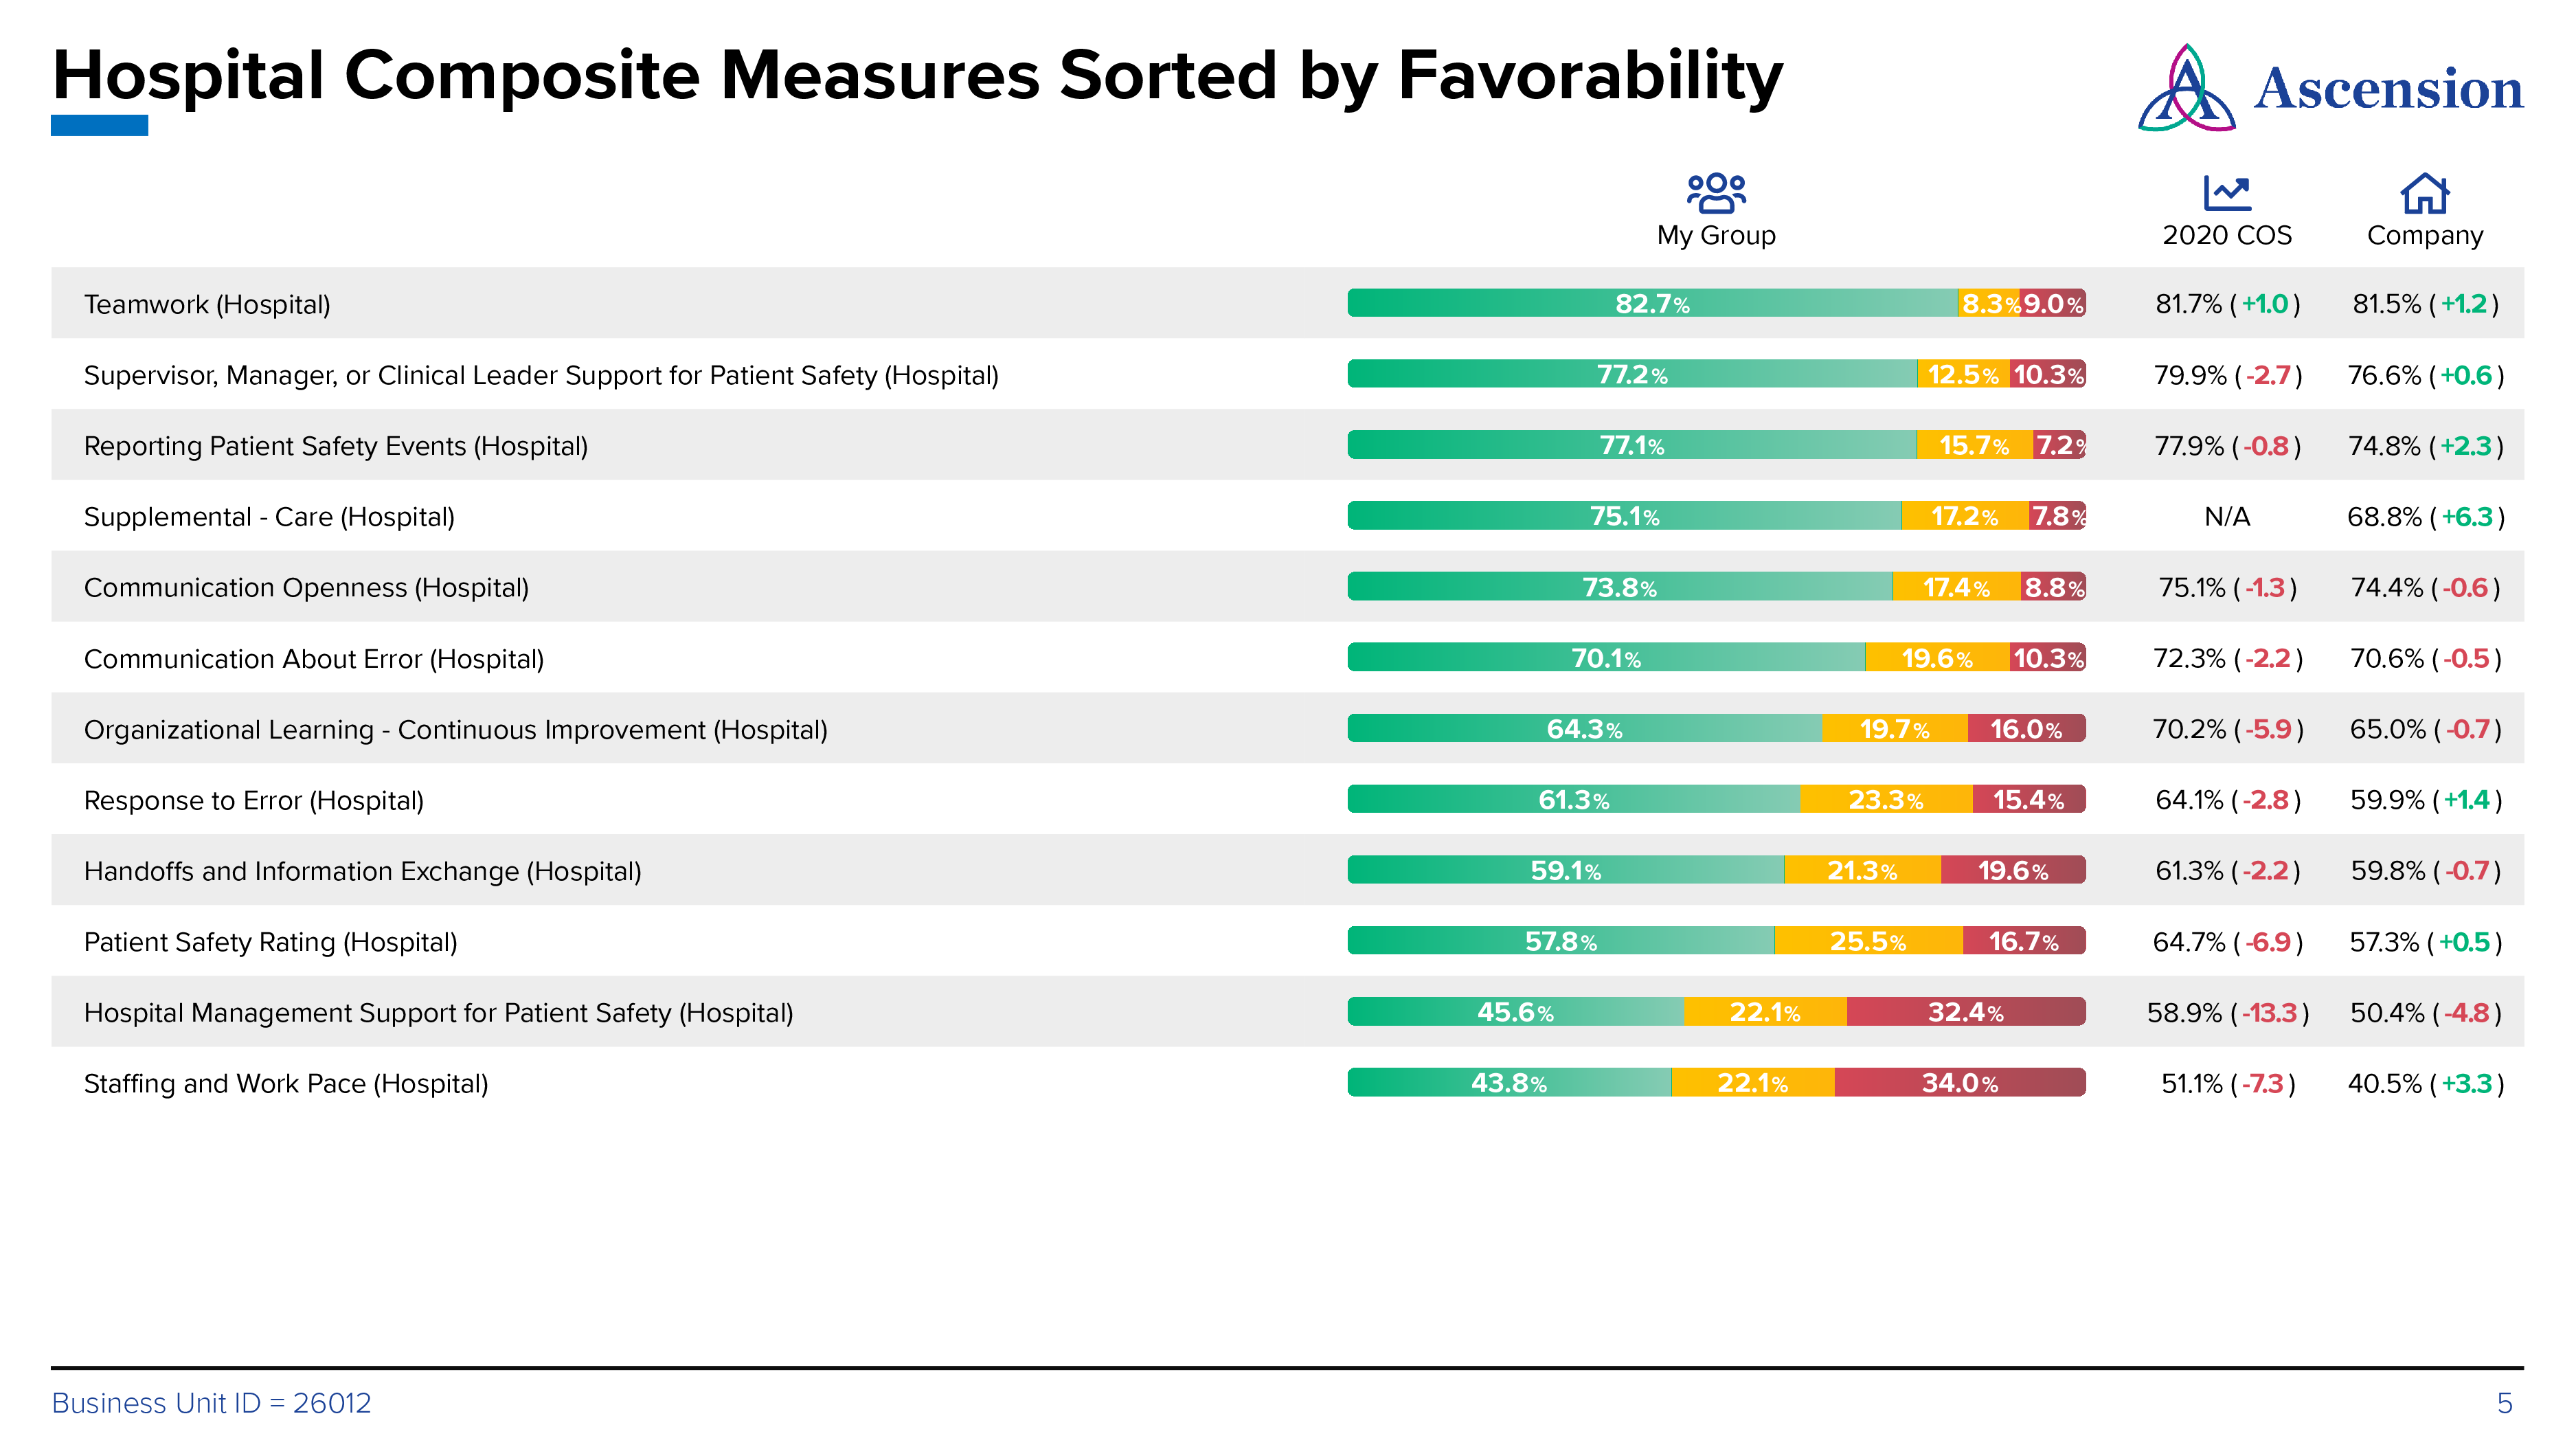 Hospital Composite Measures Sorted by Favorability
Ascension
My Group 2020 COS Company
Teamwork (Hospital) 82.7% 8.3% 9.0% 81.7% ( +1.0 ) 81.5% ( +1.2 )
Supervisor, Manager, or Clinical Leader Support for Patient Safety (Hospital) 77.2% 12.5% 10.3% 79.9% ( -2.7 ) 76.6% ( +0.6 )
Reporting Patient Safety Events (Hospital) 77.1% 15.7% 7.2% 77.9% ( -0.8 ) 74.8% ( +2.3 )
Supplemental - Care (Hospital) 75.1% 17.2% 7.8% N/A 68.8% ( +6.3 )
Communication Openness (Hospital) 73.8% 17.4% 8.8% 75.1% ( -1.3 ) 74.4% ( -0.6 )
Communication About Error (Hospital) 70.1% 19.6% 10.3% 72.3% ( -2.2 ) 70.6% ( -0.5 )
Organizational Learning - Continuous Improvement (Hospital) 64.3% 19.7% 16.0% 70.2% ( -5.9 ) 65.0% ( -0.7 )
Response to Error (Hospital) 61.3% 23.3% 15.4% 64.1% ( -2.8 ) 59.9% ( +1.4 )
Handoffs and Information Exchange (Hospital) 59.1% 21.3% 19.6% 61.3% ( -2.2 ) 59.8% ( -0.7 )
Patient Safety Rating (Hospital) 57.8% 25.5% 16.7% 64.7% ( -6.9 ) 57.3% ( +0.5 )
Hospital Management Support for Patient Safety (Hospital) 45.6% 22.1% 32.4% 58.9% ( -13.3 ) 50.4% ( -4.8 )
Staffing and Work Pace (Hospital) 43.8% 22.1% 34.0% 51.1% ( -7.3 ) 40.5% ( +3.3 )
Business Unit ID = 26012 5